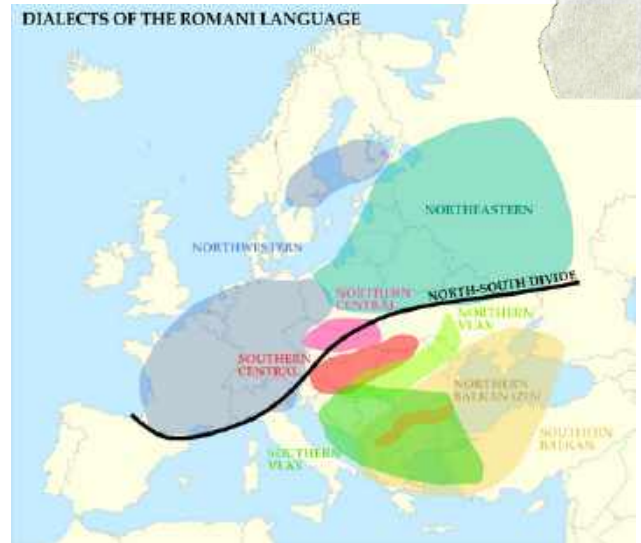 DIALECTS OF THE ROMANI LANGUAGE
NORTHEASTERN
NORTHWESTERN
NORTH-SOUTH DIVIDE
NORTHERN
CENTRAL
NORTHERN
VLAX
SOUTHERN
CENTRAL
NORTHERN
BALKAN (ZIS)
SOUTHERN
BALKAN
SOUTHERN
VLAX